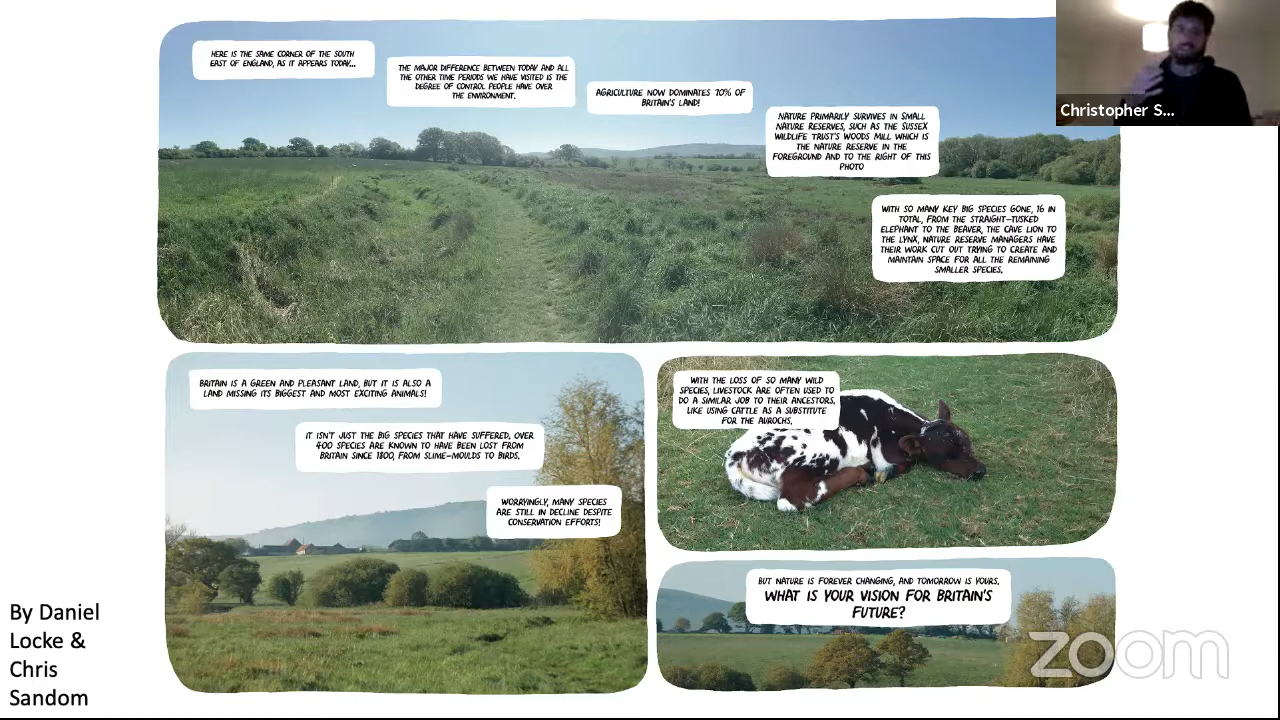 HERE IS THE SAME CORNER OF THE SOUTH
EAST OF ENGLAND, AS IT APPEARS TODAY...
THE MAJOR DIFFERENCE BETWEEN TODAY AND ALL
THE OTHER TIME PERIODS WE HAVE VISITED IS THE
DEGREE OF CONTROL PEOPLE HAVE OVER
THE ENVIRONMENT.
AGRICULTURE NOW DOMINATES 70% OF
BRITAIN'S LAND!
NATURE PRIMARILY SURVIVES IN SMALL
NATURE RESERVES, SUCH AS THE SUSSEX
WILDLIFE TRUST'S WOODS MILL WHICH IS
THE NATURE RESERVE IN THE
FOREGROUND AND TO THE RIGHT OF THIS
PHOTO
WITH SO MANY KEY BIG SPECIES GONE, 16 IN
TOTAL, FROM THE STRAIGHT-TUSKED
ELEPHANT TO THE BEAVER, THE CAVE LION TO
THE LYNX, NATURE RESERVE MANAGERS HAVE
THEIR WORK CUT OUT TRYING TO CREATE AND
MAINTAIN SPACE FOR ALL THE REMAINING
SMALLER SPECIES.
Christopher S...
BRITAIN IS A GREEN AND PLEASANT LAND, BUT IT IS ALSO A
LAND MISSING ITS BIGGEST AND MOST EXCITING ANIMALS!
IT ISN'T JUST THE BIG SPECIES THAT HAVE SUFFERED, OVER
400 SPECIES ARE KNOWN TO HAVE BEEN LOST FROM
BRITAIN SINCE 1800, FROM SLIME-MOULDS TO BIRDS.
WORRYINGLY, MANY SPECIES
ARE STILL IN DECLINE DESPITE
CONSERVATION EFFORTS!
WITH THE LOSS OF SO MANY WILD
SPECIES, LIVESTOCK ARE OFTEN USED TO
DO A SIMILAR JOB TO THEIR ANCESTORS,
LIKE USING CATTLE AS A SUBSTITUTE
FOR THE AUROCHS.
BUT NATURE IS FOREVER CHANGING, AND TOMORROW IS YOURS.
WHAT IS YOUR VISION FOR BRITAIN'S
FUTURE?
By Daniel
Locke &
Chris
Sandom
zoom